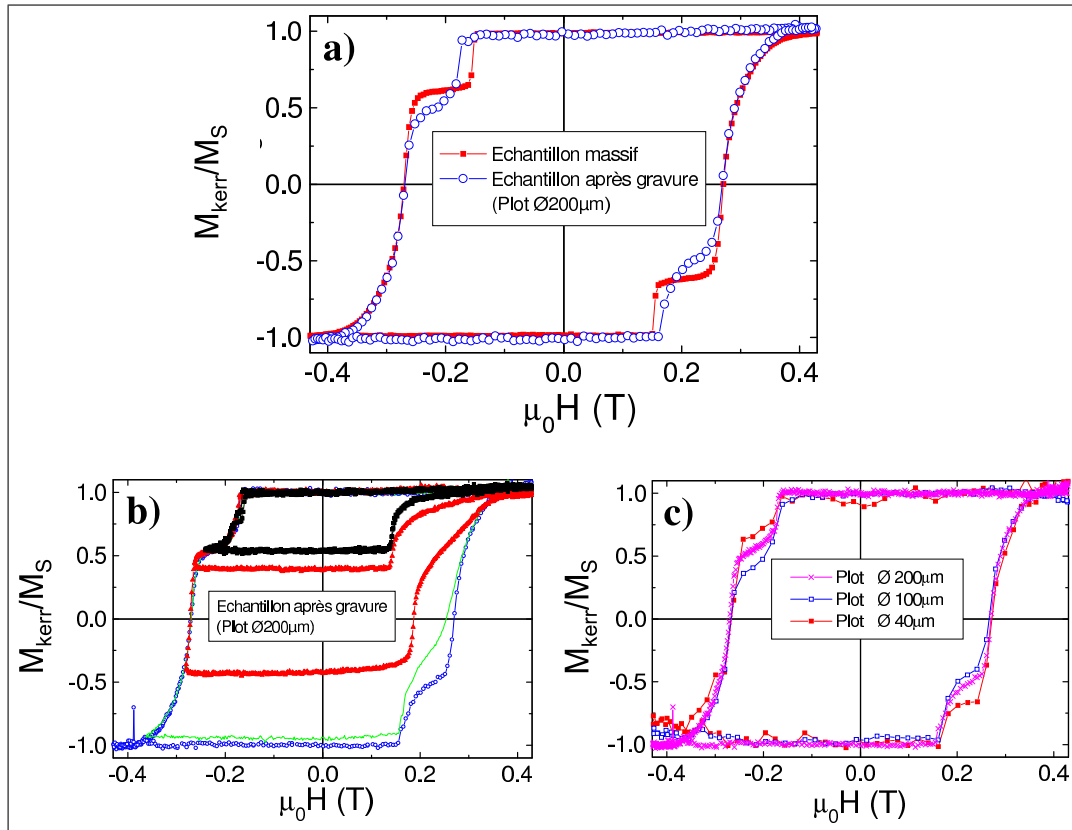 a)
M_kerr/M_S
1.0
0.5
0.0
-0.5
-1.0
Echantillon massif
Echantillon après gravure
(Plot Ø200µm)
-0.4 -0.2 0.0 0.2 0.4
µ₀H (T)
b)
M_kerr/M_S
1.0
0.5
0.0
-0.5
-1.0
Echantillon après gravure
(Plot Ø200µm)
-0.4 -0.2 0.0 0.2 0.4
µ₀H (T)
c)
M_kerr/M_S
1.0
0.5
0.0
-0.5
-1.0
Plot Ø 200µm
Plot Ø 100µm
Plot Ø 40µm
-0.4 -0.2 0.0 0.2 0.4
µ₀H (T)